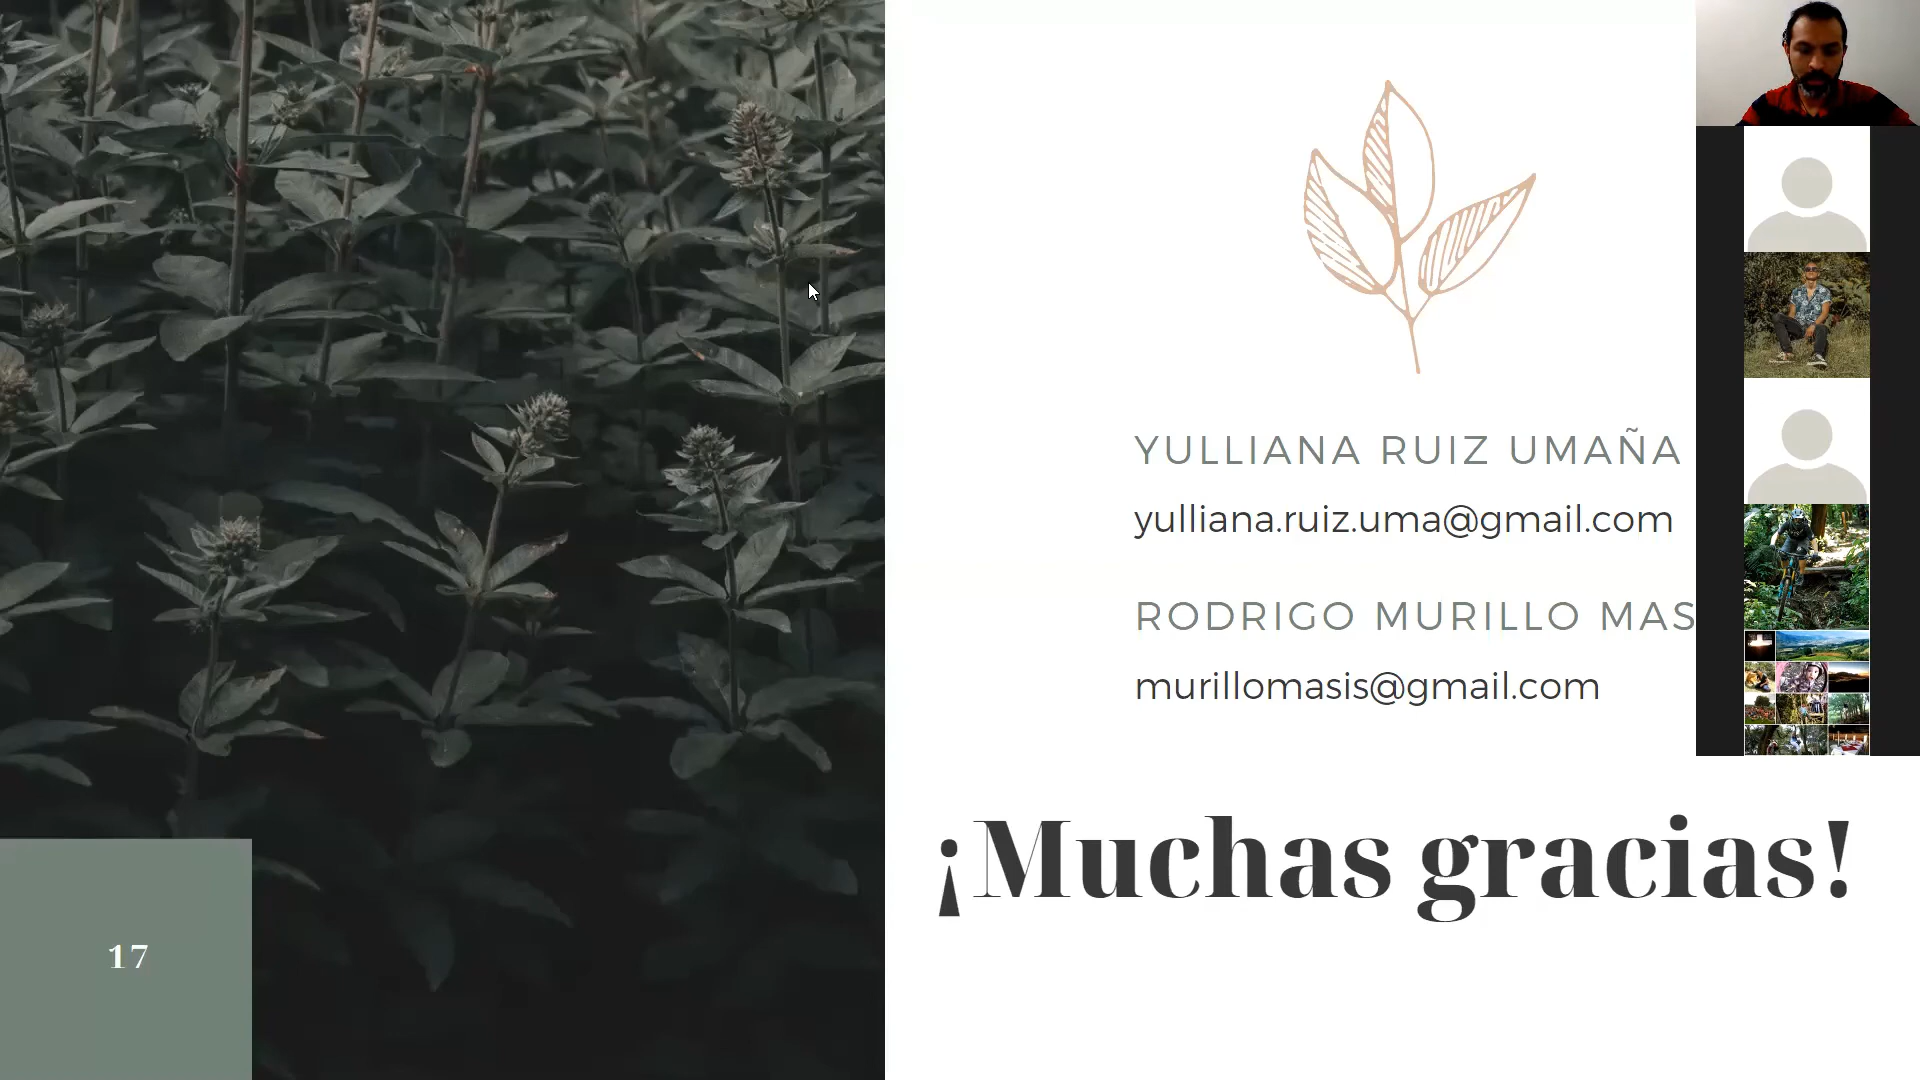 YULLIANA RUIZ UMAÑA
yulliana.ruiz.uma@gmail.com
RODRIGO MURILLO MAS
murillomasis@gmail.com
¡Muchas gracias!
17